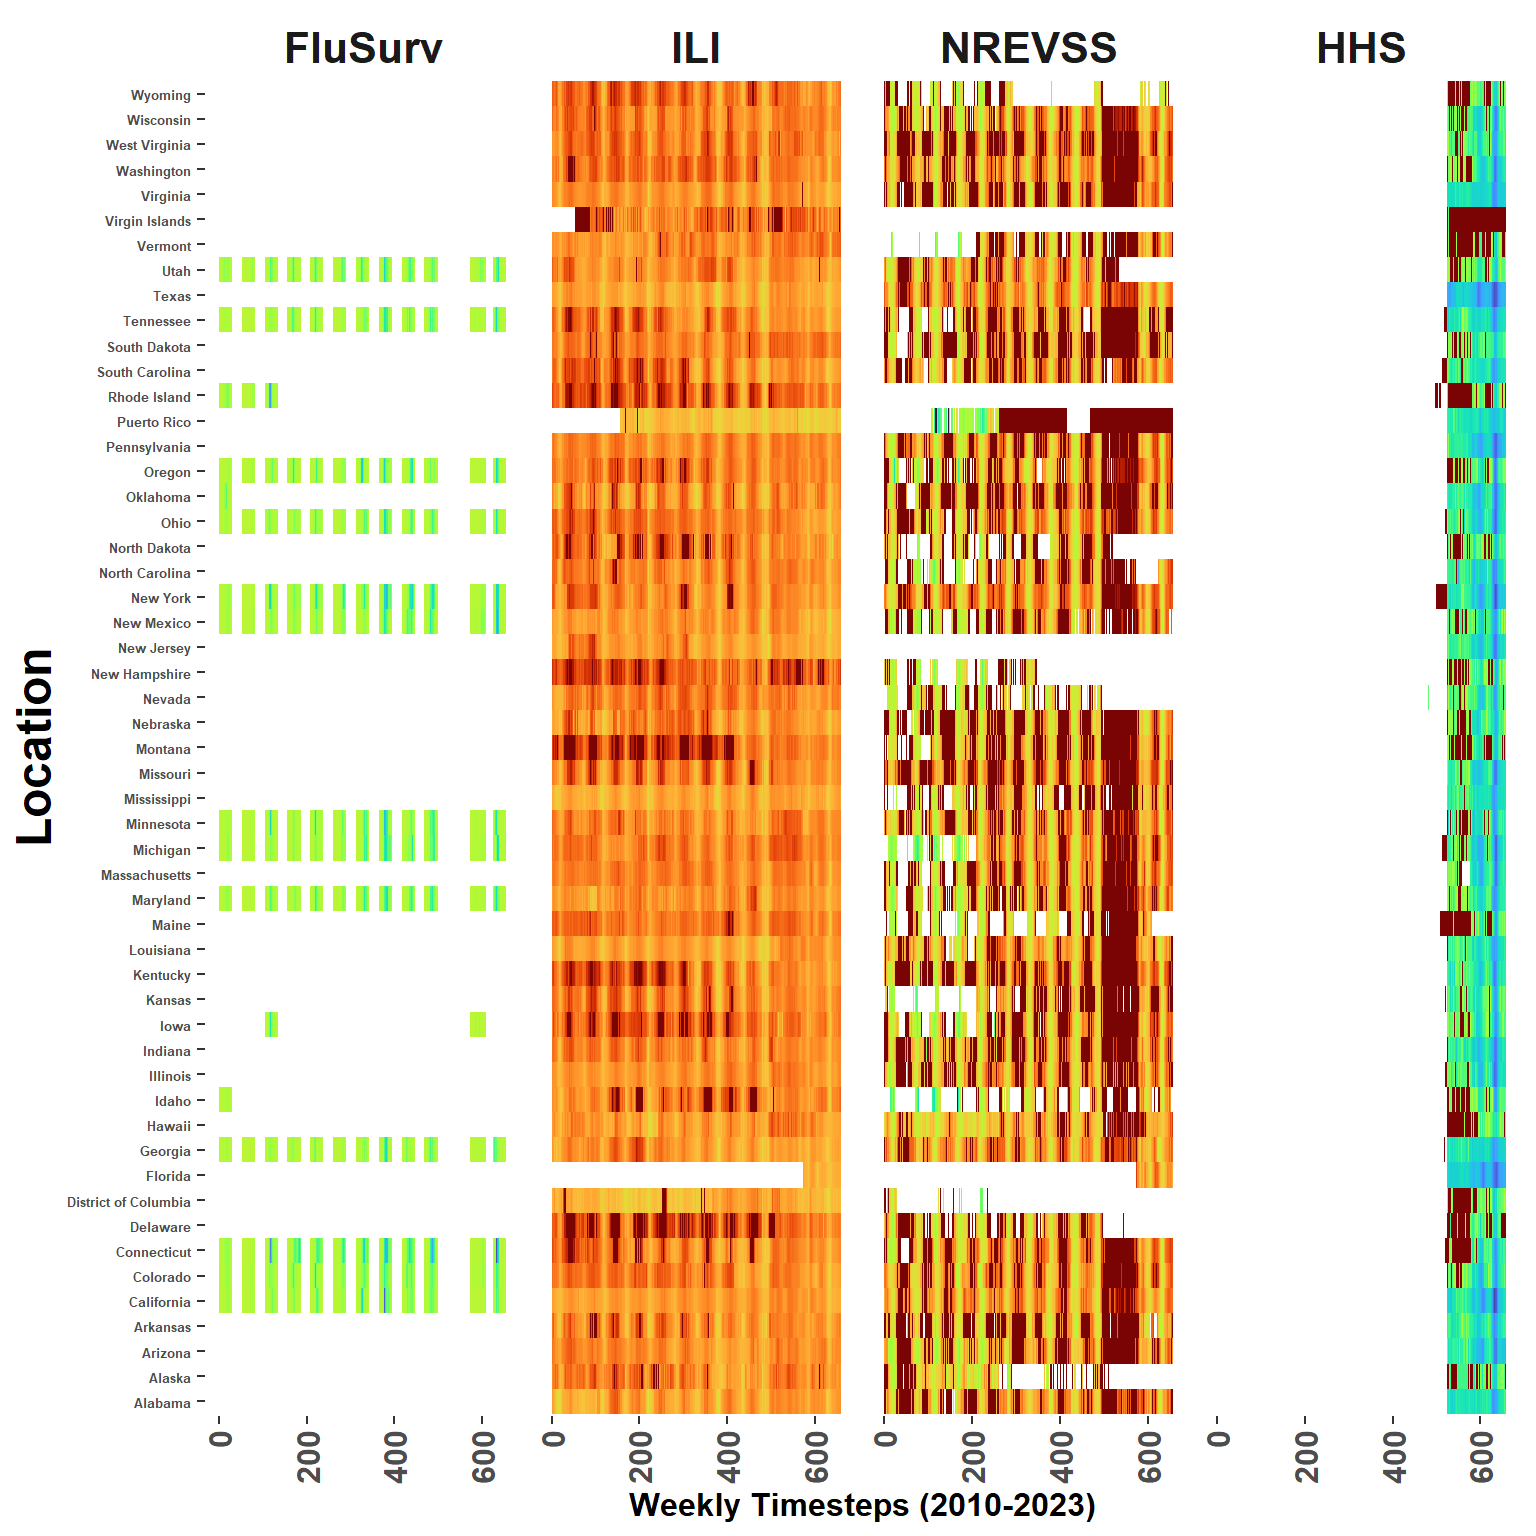 FluSurv ILI NREVSS HHS
Wyoming
Wisconsin
West Virginia
Washington
Virginia
Virgin Islands
Vermont
Utah
Texas
Tennessee
South Dakota
South Carolina
Rhode Island
Puerto Rico
Pennsylvania
Oregon
Oklahoma
Ohio
North Dakota
North Carolina
New York
New Mexico
New Jersey
New Hampshire
Nevada
Nebraska
Montana
Missouri
Mississippi
Minnesota
Michigan
Massachusetts
Maryland
Maine
Louisiana
Kentucky
Kansas
Iowa
Indiana
Illinois
Idaho
Hawaii
Georgia
Florida
District of Columbia
Delaware
Connecticut
Colorado
California
Arkansas
Arizona
Alaska
Alabama
Location
0 200 400 600 0 200 400 600 0 200 400 600 0 200 400 600
Weekly Timesteps (2010-2023)